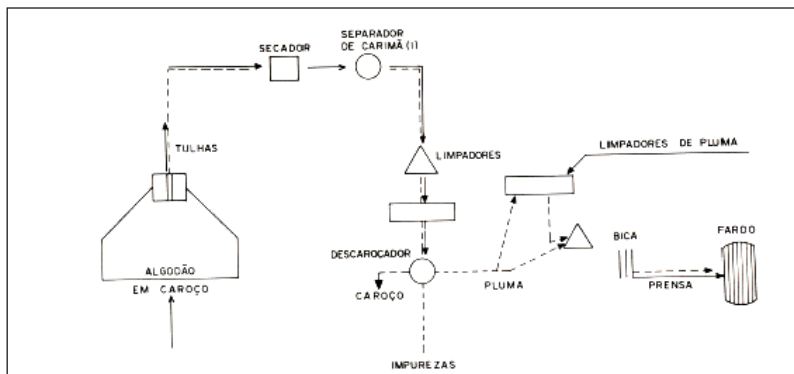 SECADOR
SEPARADOR
DE CARIMÃ (1)
TULHAS
LIMPADORES
LIMPADORES DE PLUMA
ALGODÃO
EM CAROÇO
DESCAROÇADOR
CAROÇO
PLUMA
BICA
FARDO
PRENSA
IMPUREZAS